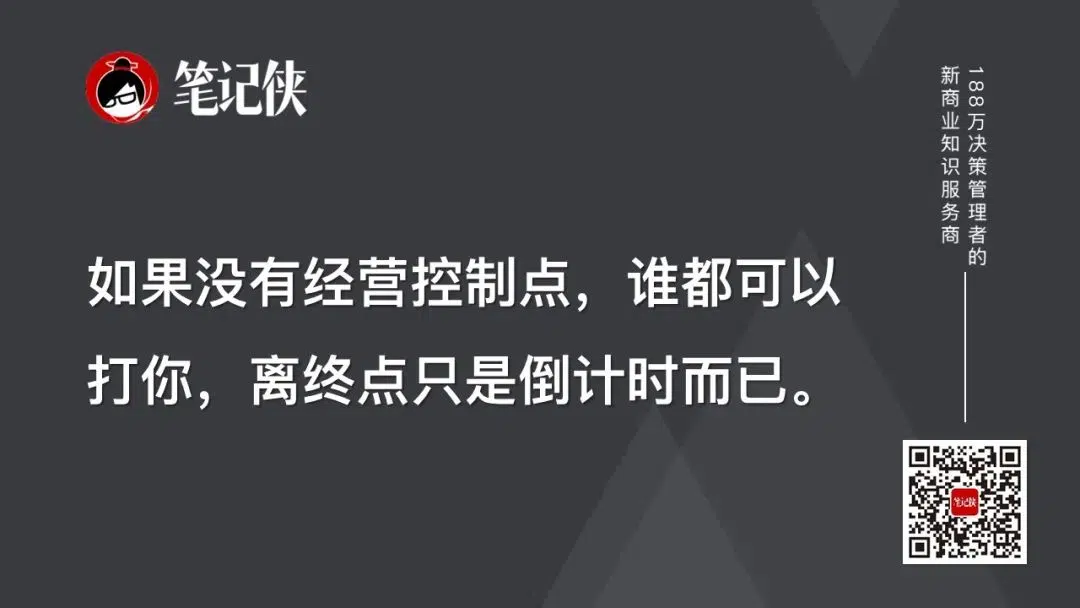 笔记侠
188万决策管理者的
新商业知识服务商
如果没有经营控制点，谁都可以
打你，离终点只是倒计时而已。
笔记侠